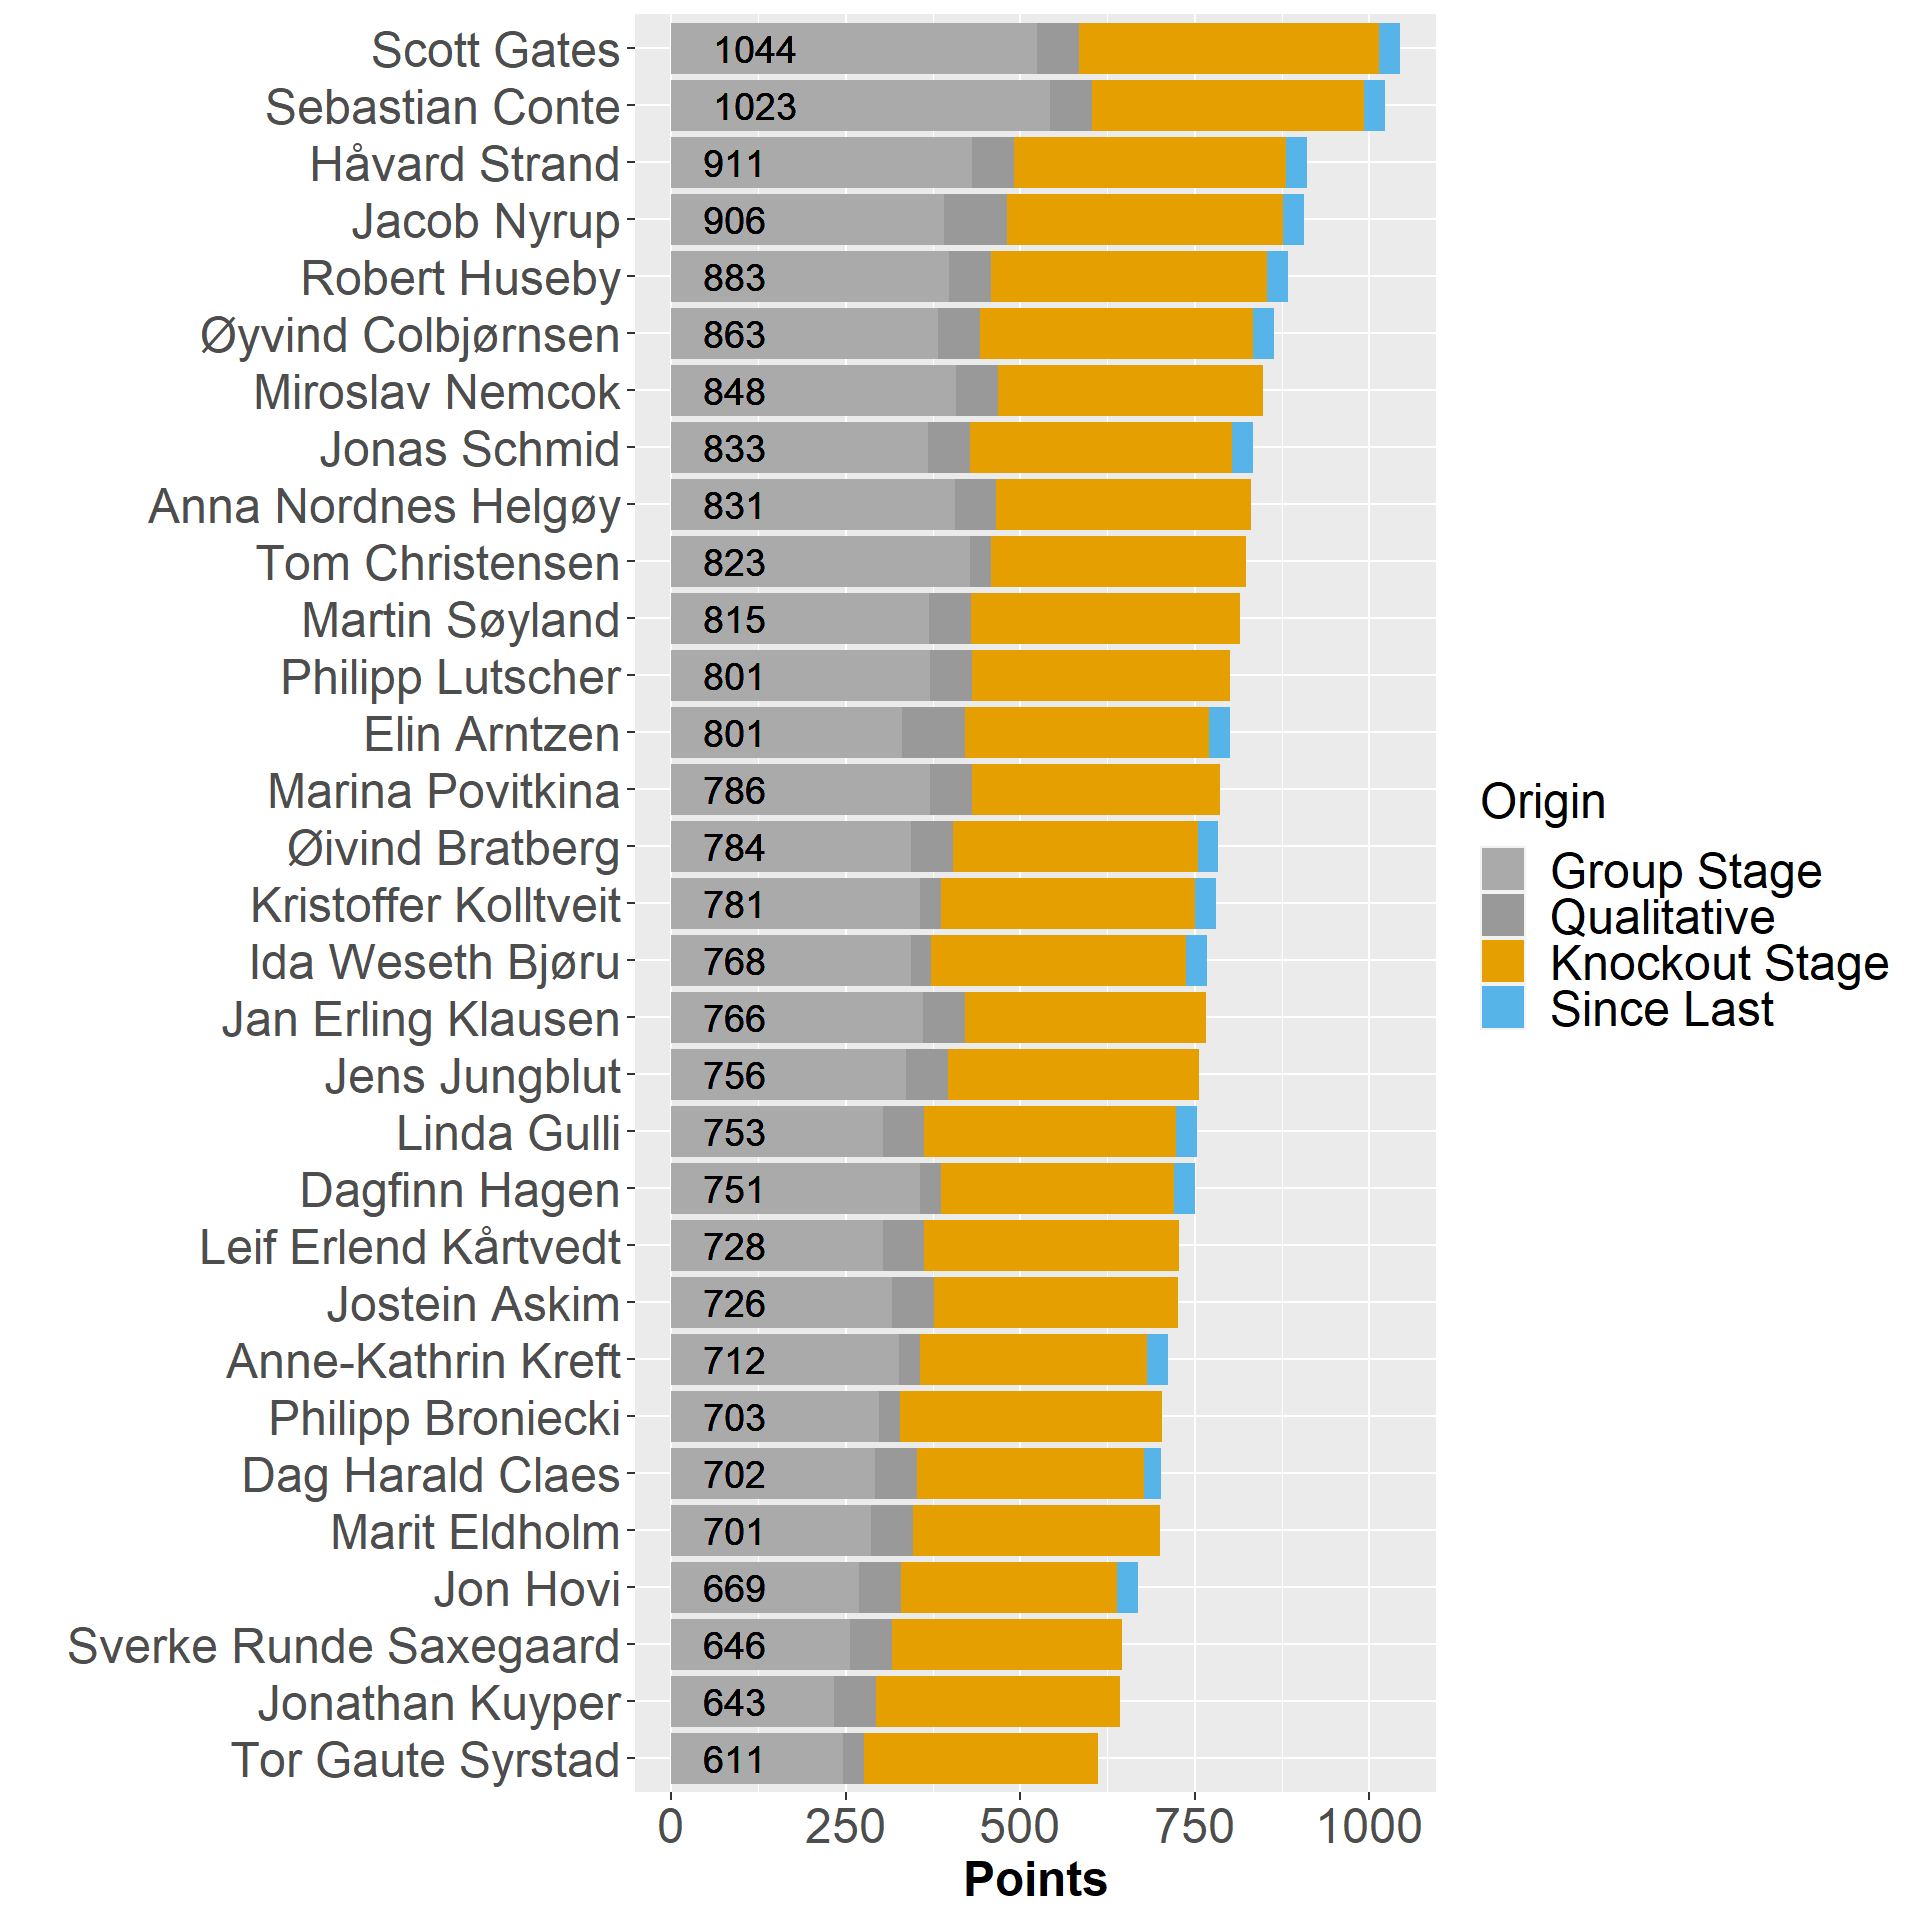 Scott Gates 1044
Sebastian Conte 1023
Håvard Strand 911
Jacob Nyrup 906
Robert Huseby 883
Øyvind Colbjørnsen 863
Miroslav Nemcok 848
Jonas Schmid 833
Anna Nordnes Helgøy 831
Tom Christensen 823
Martin Søyland 815
Philipp Lutscher 801
Elin Arntzen 801
Marina Povitkina 786
Øivind Bratberg 784
Kristoffer Kolltveit 781
Ida Weseth Bjøru 768
Jan Erling Klausen 766
Jens Jungblut 756
Linda Gulli 753
Dagfinn Hagen 751
Leif Erlend Kårtvedt 728
Jostein Askim 726
Anne-Kathrin Kreft 712
Philipp Broniecki 703
Dag Harald Claes 702
Marit Eldholm 701
Jon Hovi 669
Sverke Runde Saxegaard 646
Jonathan Kuyper 643
Tor Gaute Syrstad 611
0 250 500 750 1000
Points
Origin
Group Stage
Qualitative
Knockout Stage
Since Last